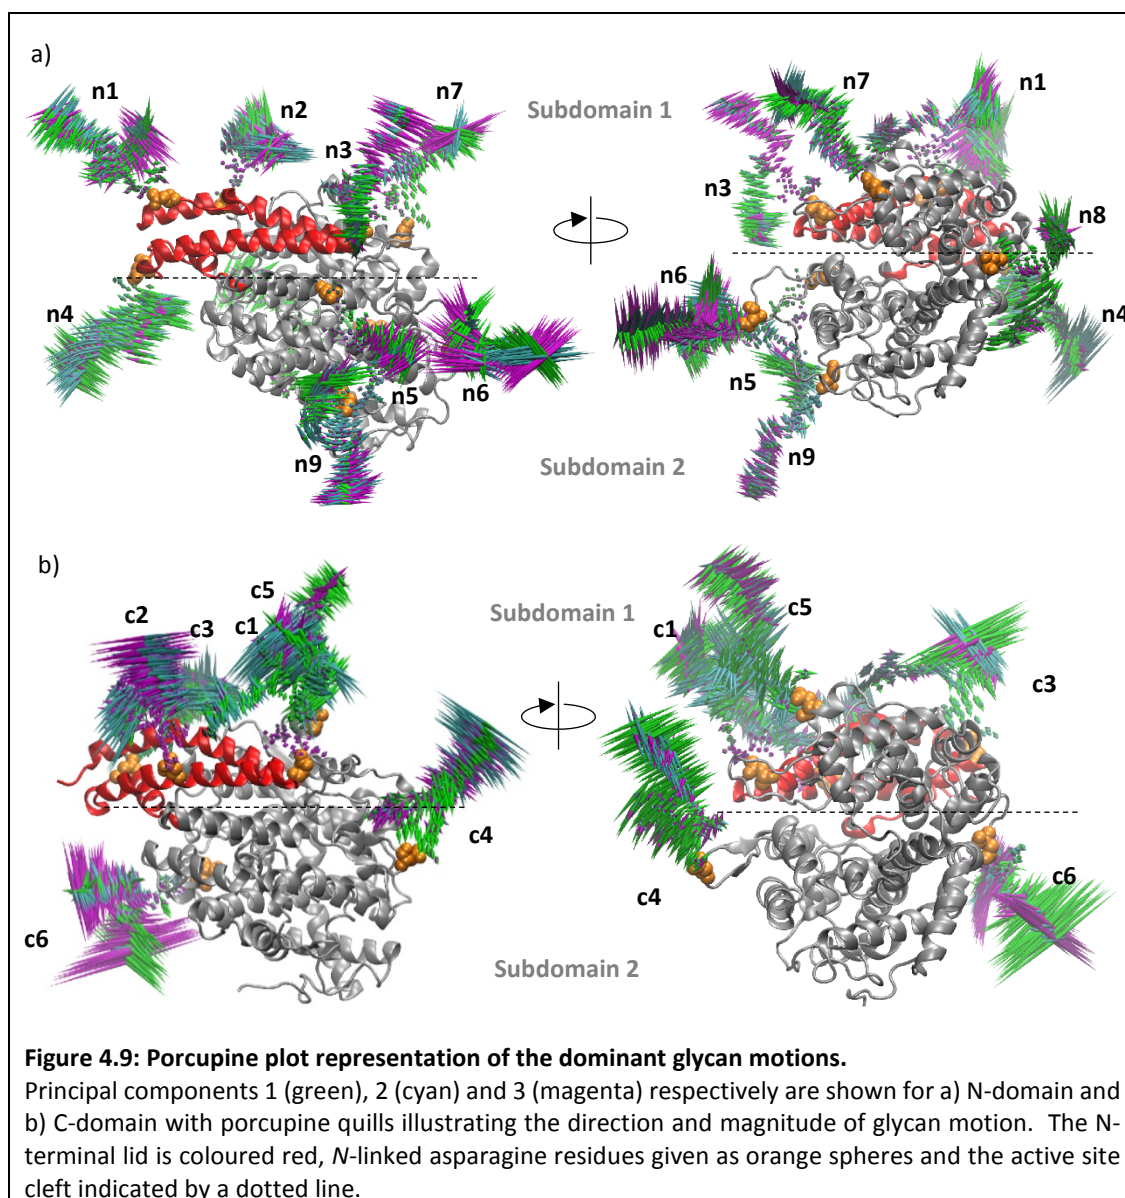 a)
n1
n2
n7
n3
Subdomain 1
n7
n1
n3
n8
n4
n6
n4
n5
n6
n5
n9
n9
Subdomain 2
b)
c5
c2
c3
c1
Subdomain 1
c5
c1
c3
c4
c4
c6
c6
Subdomain 2
Figure 4.9: Porcupine plot representation of the dominant glycan motions.
Principal components 1 (green), 2 (cyan) and 3 (magenta) respectively are shown for a) N-domain and
b) C-domain with porcupine quills illustrating the direction and magnitude of glycan motion. The N-
terminal lid is coloured red, N-linked asparagine residues given as orange spheres and the active site
cleft indicated by a dotted line.